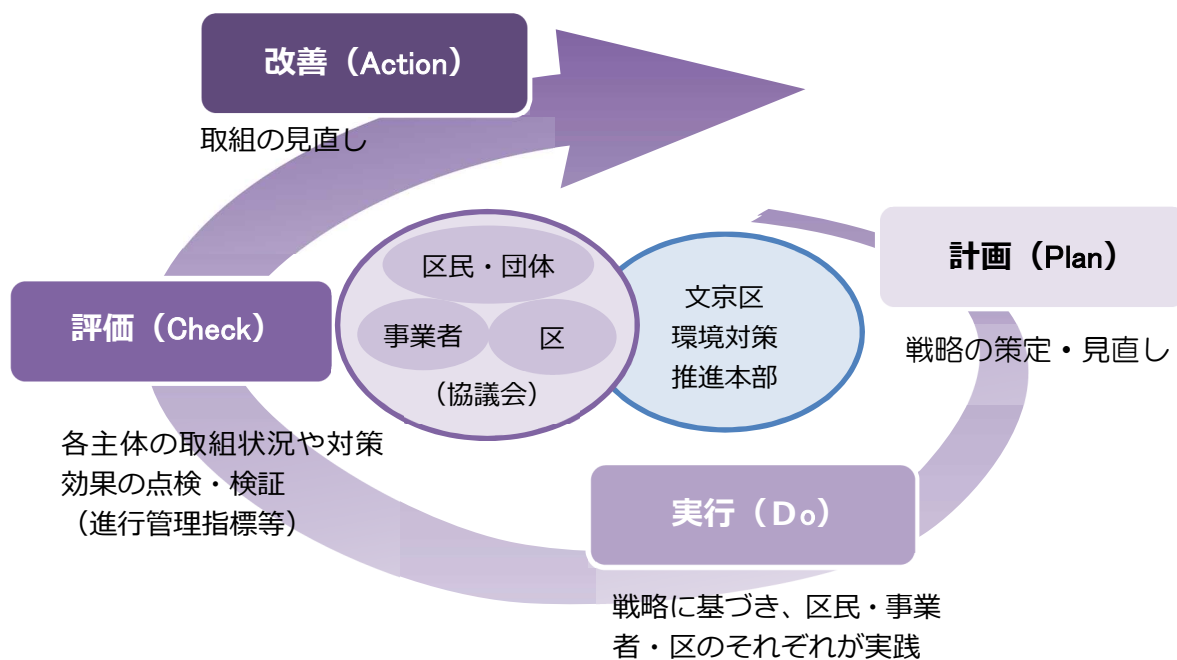 改善（Action）
取組の見直し
計画（Plan）
戦略の策定・見直し
区民・団体
事業者
区
（協議会）
文京区
環境対策
推進本部
評価（Check）
各主体の取組状況や対策
効果の点検・検証
（進行管理指標等）
実行（Ｄo）
戦略に基づき、区民・事業
者・区のそれぞれが実践